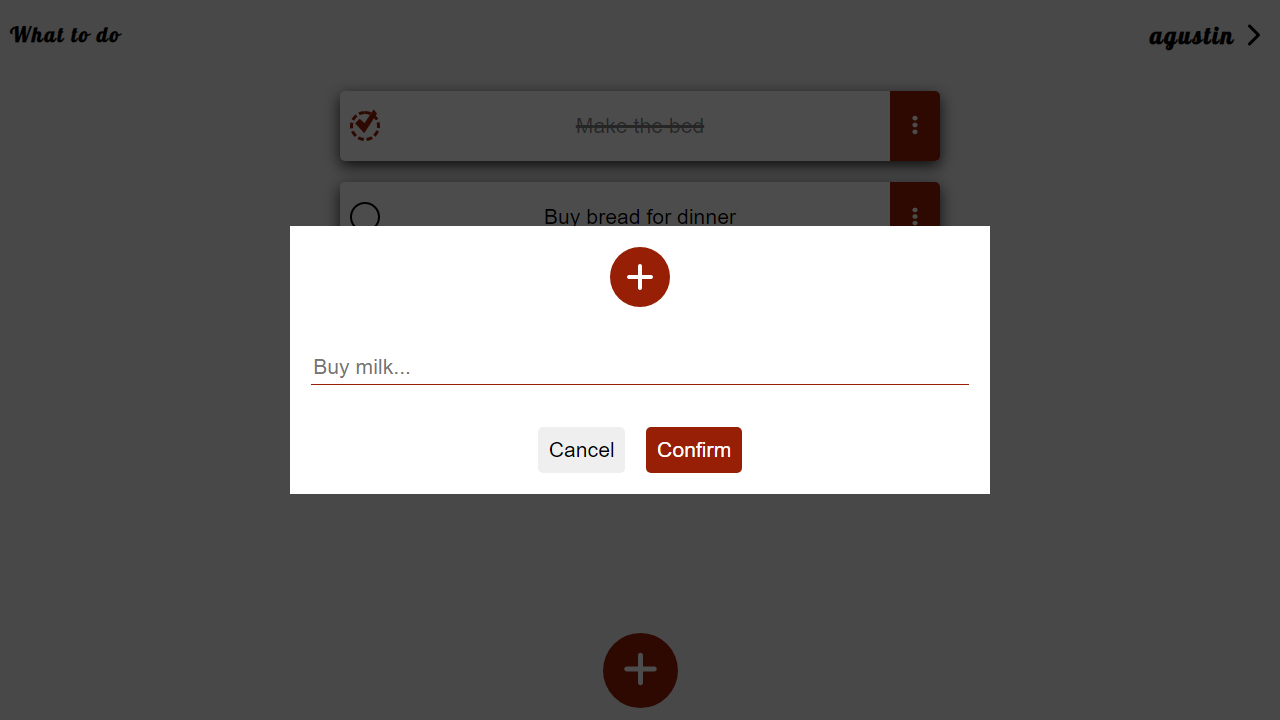 What to do
agustin
Make the bed
Buy bread for dinner
Buy milk...
Cancel
Confirm